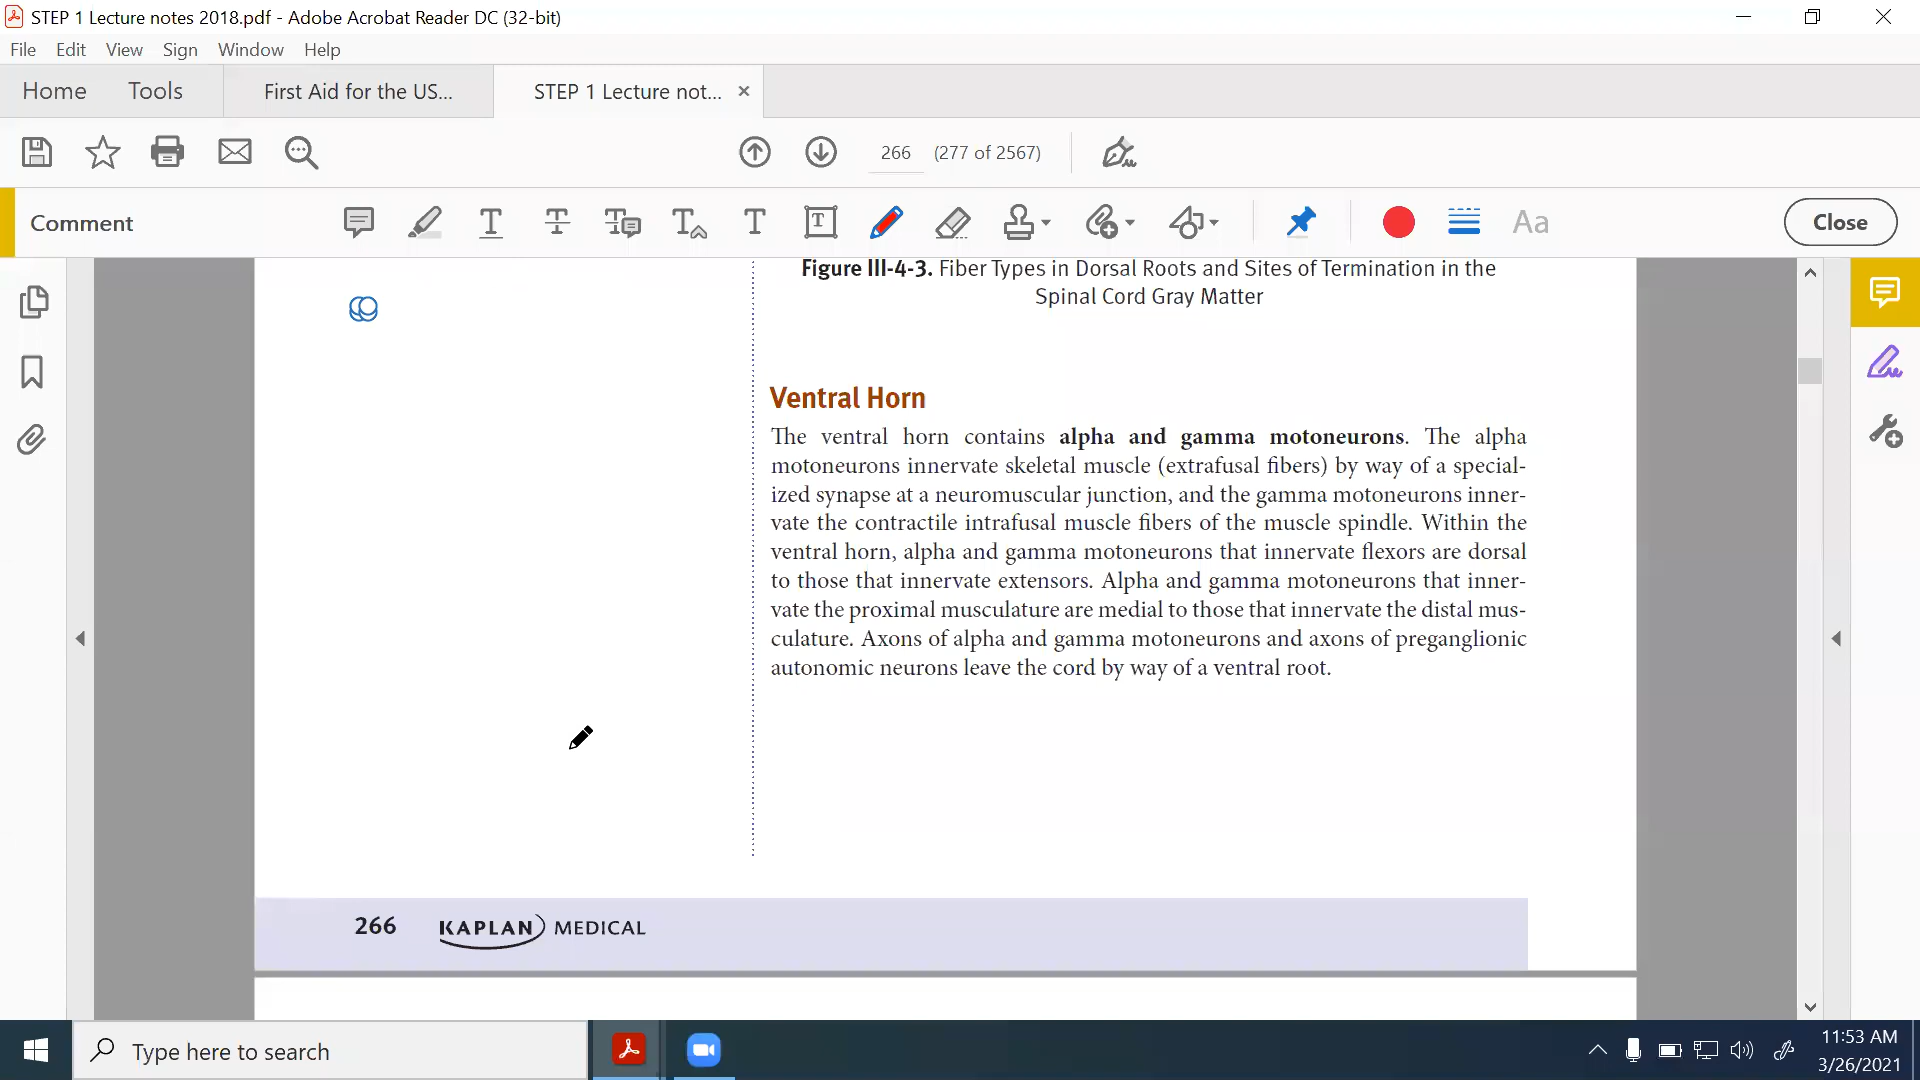 STEP 1 Lecture notes 2018.pdf - Adobe Acrobat Reader DC (32-bit)
File Edit View Sign Window Help
Home Tools First Aid for the US... STEP 1 Lecture not... ×
266 (277 of 2567)
Comment Aa Close
Figure III-4-3. Fiber Types in Dorsal Roots and Sites of Termination in the
Spinal Cord Gray Matter
Ventral Horn
The ventral horn contains alpha and gamma motoneurons. The alpha
motoneurons innervate skeletal muscle (extrafusal fibers) by way of a special-
ized synapse at a neuromuscular junction, and the gamma motoneurons inner-
vate the contractile intrafusal muscle fibers of the muscle spindle. Within the
ventral horn, alpha and gamma motoneurons that innervate flexors are dorsal
to those that innervate extensors. Alpha and gamma motoneurons that inner-
vate the proximal musculature are medial to those that innervate the distal mus-
culature. Axons of alpha and gamma motoneurons and axons of preganglionic
autonomic neurons leave the cord by way of a ventral root.
266 KAPLAN MEDICAL
Type here to search
11:53 AM
3/26/2021